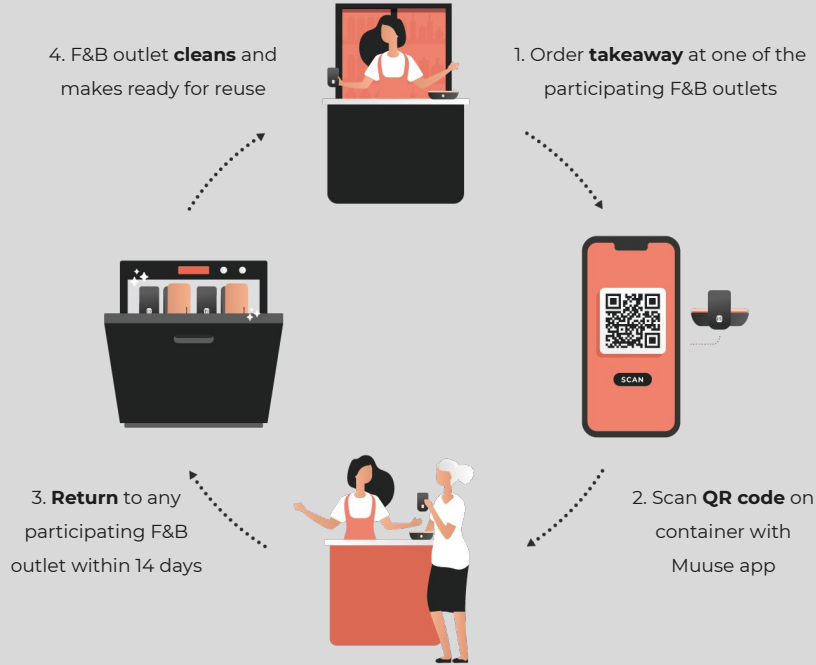 1. Order takeaway at one of the
participating F&B outlets
SCAN
2. Scan QR code on
container with
Muuse app
3. Return to any
participating F&B
outlet within 14 days
4. F&B outlet cleans and
makes ready for reuse